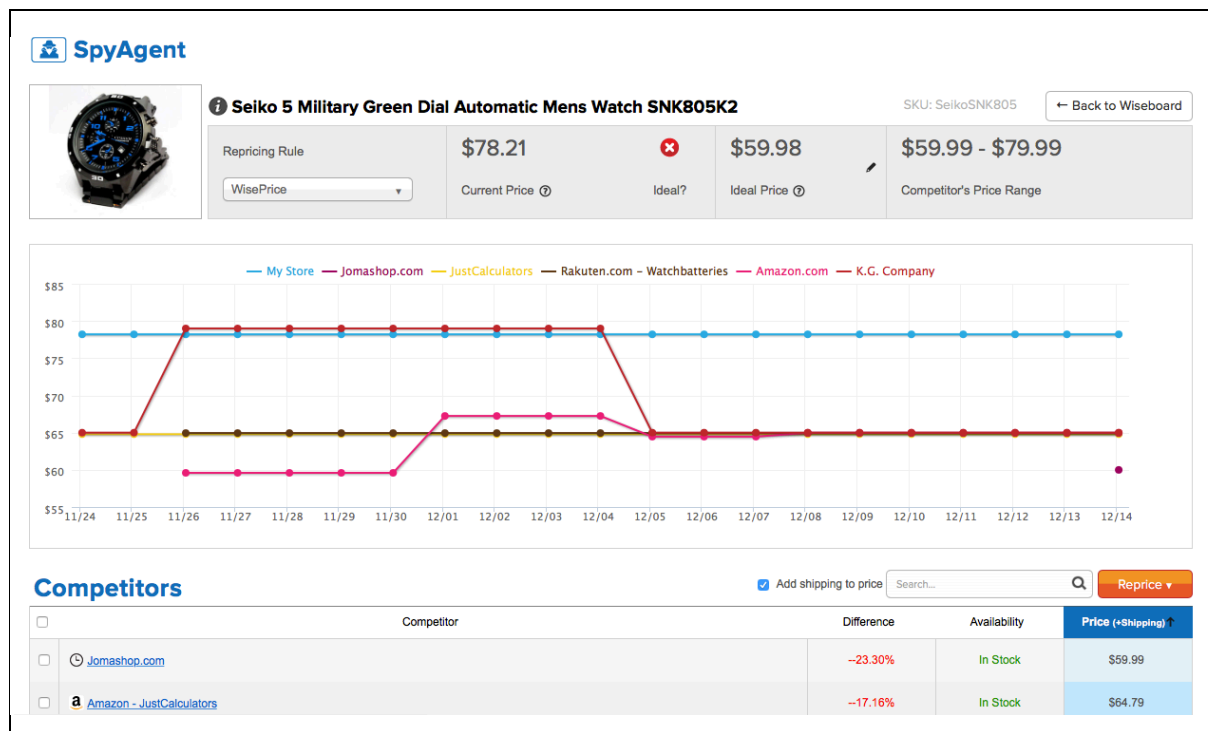 SpyAgent
Seiko 5 Military Green Dial Automatic Mens Watch SNK805K2
SKU: SeikoSNK805
← Back to Wiseboard
Repricing Rule
WisePrice
$78.21
Current Price
Ideal?
$59.98
Ideal Price
$59.99 - $79.99
Competitor's Price Range
My Store Jomashop.com JustCalculators Rakuten.com - Watchbatteries Amazon.com K.G. Company
$85
$80
$75
$70
$65
$60
$55
11/24 11/25 11/26 11/27 11/28 11/29 11/30 12/01 12/02 12/03 12/04 12/05 12/06 12/07 12/08 12/09 12/10 12/11 12/12 12/13 12/14
Competitors
Add shipping to price
Search...
Reprice
Competitor Difference Availability Price (+Shipping)
Jomashop.com --23.30% In Stock $59.99
Amazon - JustCalculators --17.16% In Stock $64.79